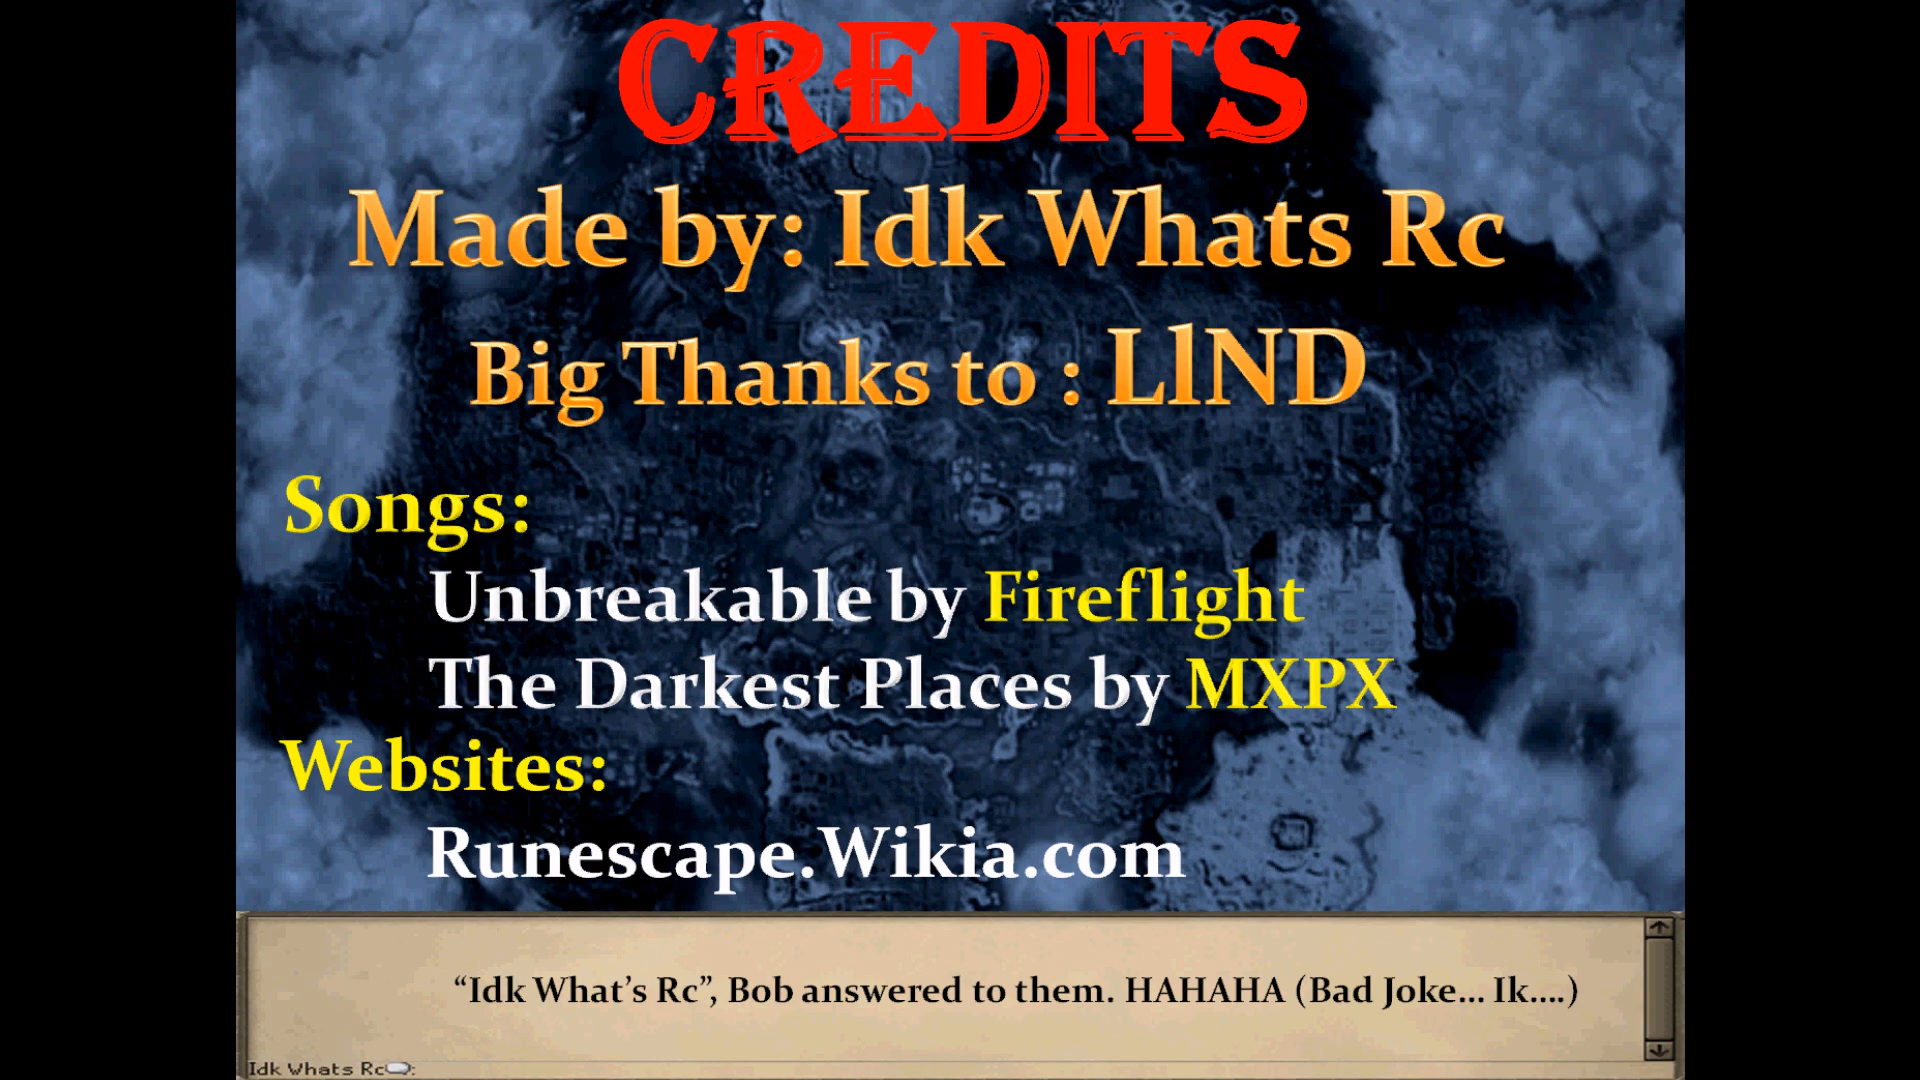 CREDITS
Made by: Idk Whats Rc
Big Thanks to : LlND
Songs:
Unbreakable by Fireflight
The Darkest Places by MXPX
Websites:
Runescape.Wikia.com
“Idk What’s Rc”, Bob answered to them. HAHAHA (Bad Joke... Ik....)
Idk Whats Rc: